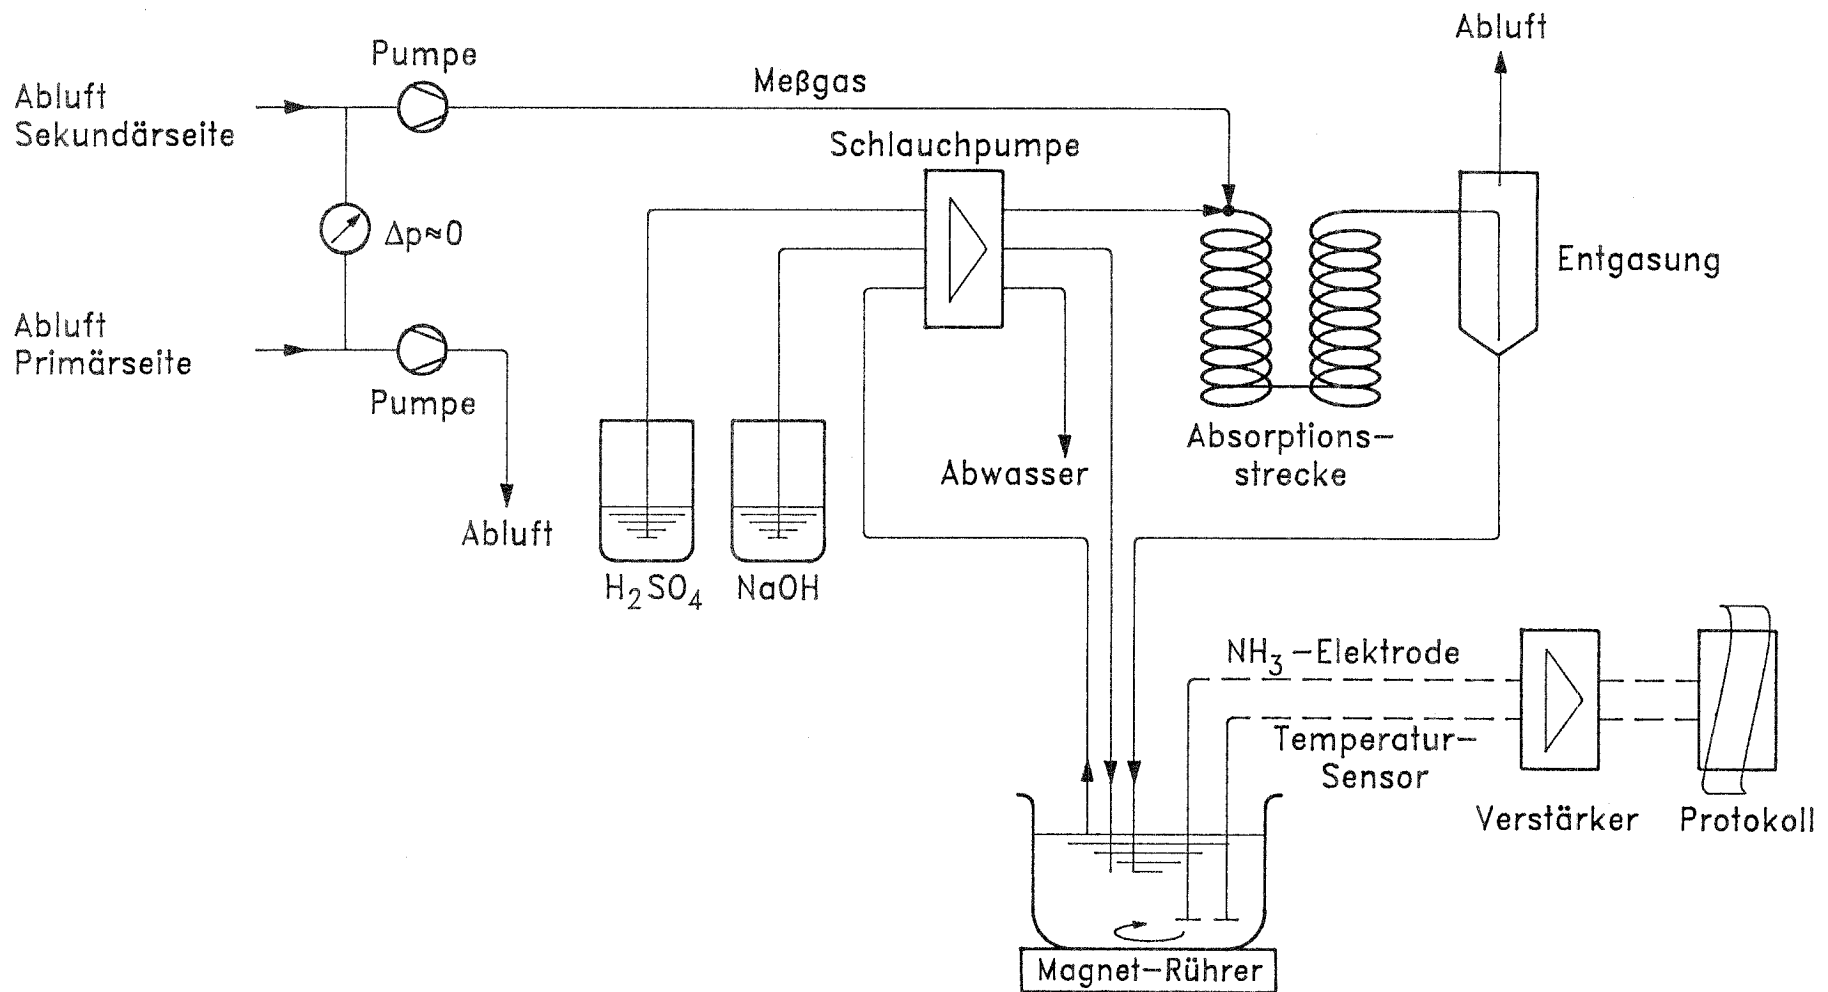 Abluft
Pumpe
Meßgas
Abluft
Sekundärseite
Schlauchpumpe
Δp≈0
Entgasung
Abluft
Primärseite
Pumpe
Absorptions-
strecke
Abwasser
Abluft
H₂SO₄
NaOH
NH₃-Elektrode
Temperatur-
Sensor
Verstärker
Protokoll
Magnet-Rührer